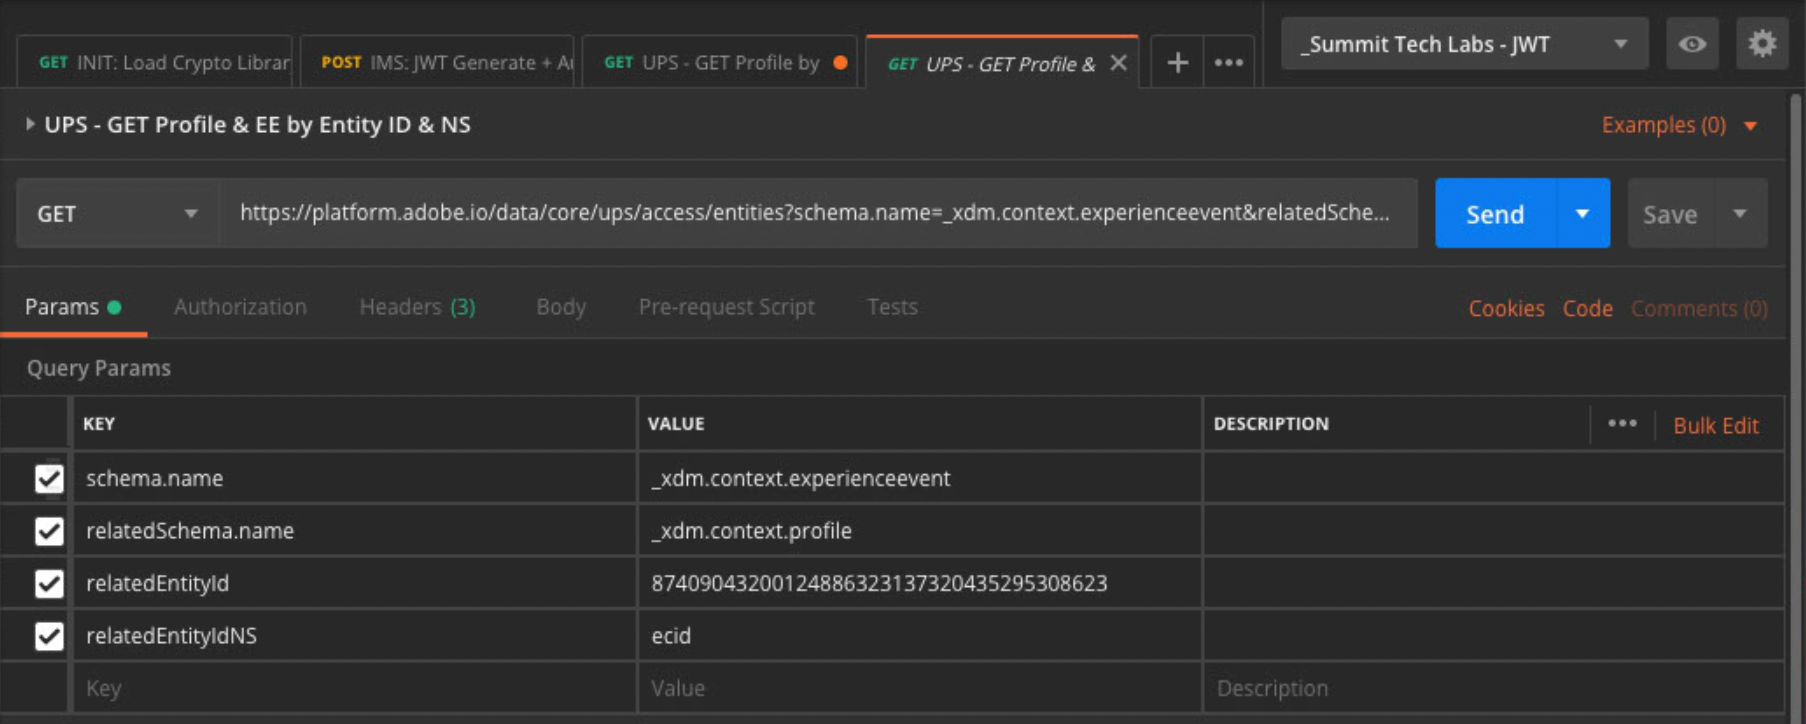 GET INIT: Load Crypto Librar
POST IMS: JWT Generate + Au
GET UPS - GET Profile by
GET UPS - GET Profile &
_Summit Tech Labs - JWT
UPS - GET Profile & EE by Entity ID & NS
Examples (0)
GET
https://platform.adobe.io/data/core/ups/access/entities?schema.name=_xdm.context.experienceevent&relatedSche...
Send
Save
Params
Authorization
Headers (3)
Body
Pre-request Script
Tests
Cookies
Code
Comments (0)
Query Params
KEY
VALUE
DESCRIPTION
Bulk Edit
schema.name
_xdm.context.experienceevent
relatedSchema.name
_xdm.context.profile
relatedEntityId
87409043200124886323137320435295308623
relatedEntityIdNS
ecid
Key
Value
Description